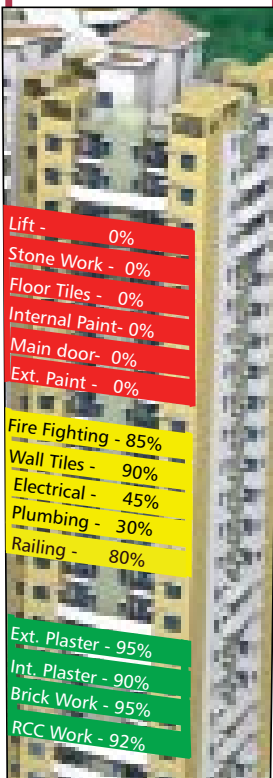 Lift - 0%
Stone Work - 0%
Floor Tiles - 0%
Internal Paint- 0%
Main door- 0%
Ext. Paint - 0%
Fire Fighting - 85%
Wall Tiles - 90%
Electrical - 45%
Plumbing - 30%
Railing - 80%
Ext. Plaster - 95%
Int. Plaster - 90%
Brick Work - 95%
RCC Work - 92%